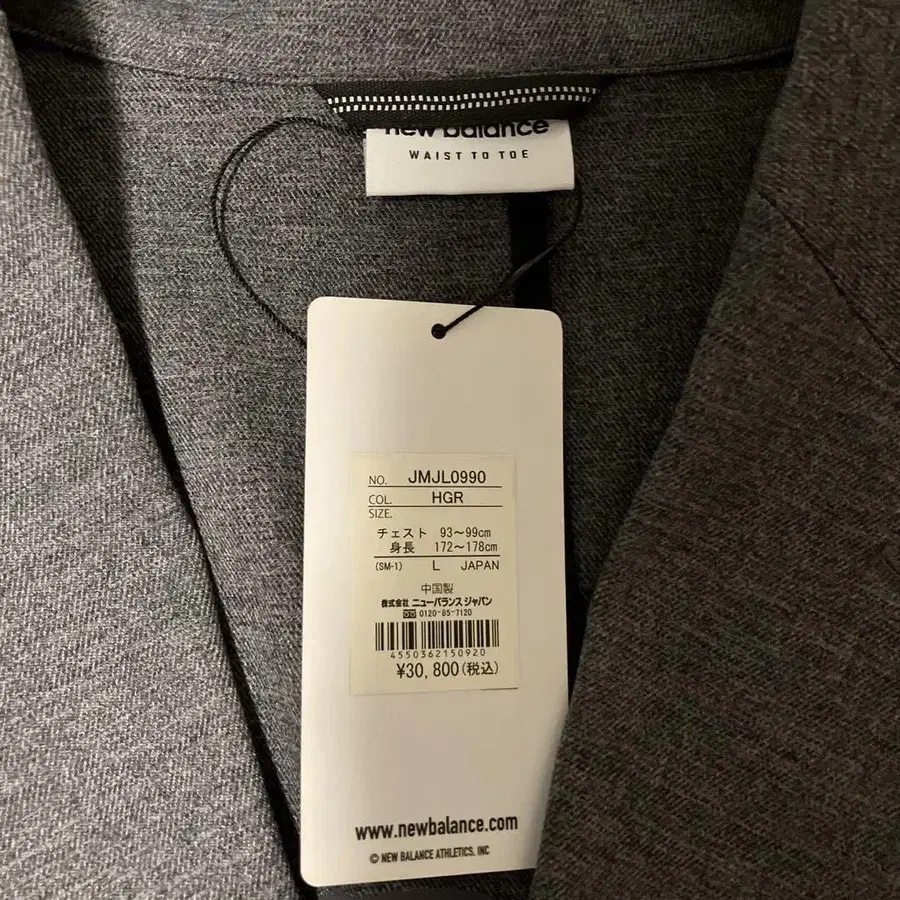 new balance
WAIST TO TOE
NO. JMJL0990
COL. HGR
SIZE.
チェスト 93～99cm
身長 172～178cm
(SM-1) L JAPAN
中国製
株式会社 ニューバランス ジャパン
0120-85-7120
4550362150920
¥30,800(税込)
www.newbalance.com
© NEW BALANCE ATHLETICS, INC